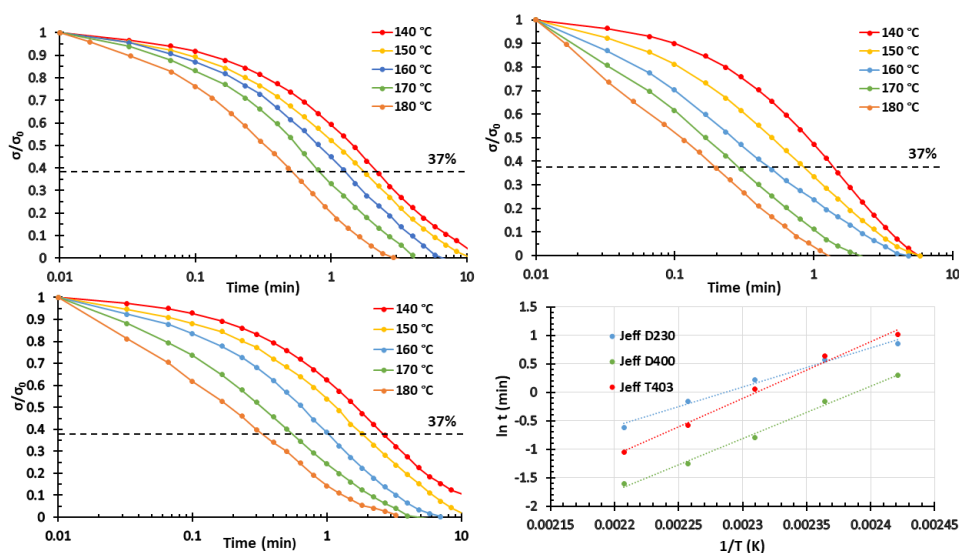 1
0.9
0.8
0.7
0.6
0.5
0.4
0.3
0.2
0.1
0
σ/σ0
140 °C
150 °C
160 °C
170 °C
180 °C
37%
0.01
0.1
1
10
Time (min)
1
0.9
0.8
0.7
0.6
0.5
0.4
0.3
0.2
0.1
0
σ/σ0
140 °C
150 °C
160 °C
170 °C
180 °C
37%
0.01
0.1
1
10
Time (min)
1
0.9
0.8
0.7
0.6
0.5
0.4
0.3
0.2
0.1
0
σ/σ0
140 °C
150 °C
160 °C
170 °C
180 °C
37%
0.01
0.1
1
10
Time (min)
1.5
1
0.5
0
-0.5
-1
-1.5
-2
ln t (min)
Jeff D230
Jeff D400
Jeff T403
0.00215
0.0022
0.00225
0.0023
0.00235
0.0024
0.00245
1/T (K)